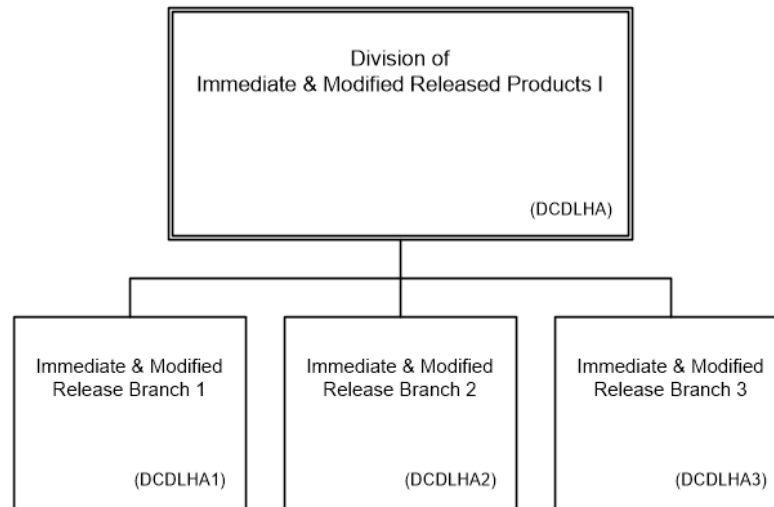 Division of
Immediate & Modified Released Products I
(DCDLHA)
Immediate & Modified
Release Branch 1
(DCDLHA1)
Immediate & Modified
Release Branch 2
(DCDLHA2)
Immediate & Modified
Release Branch 3
(DCDLHA3)